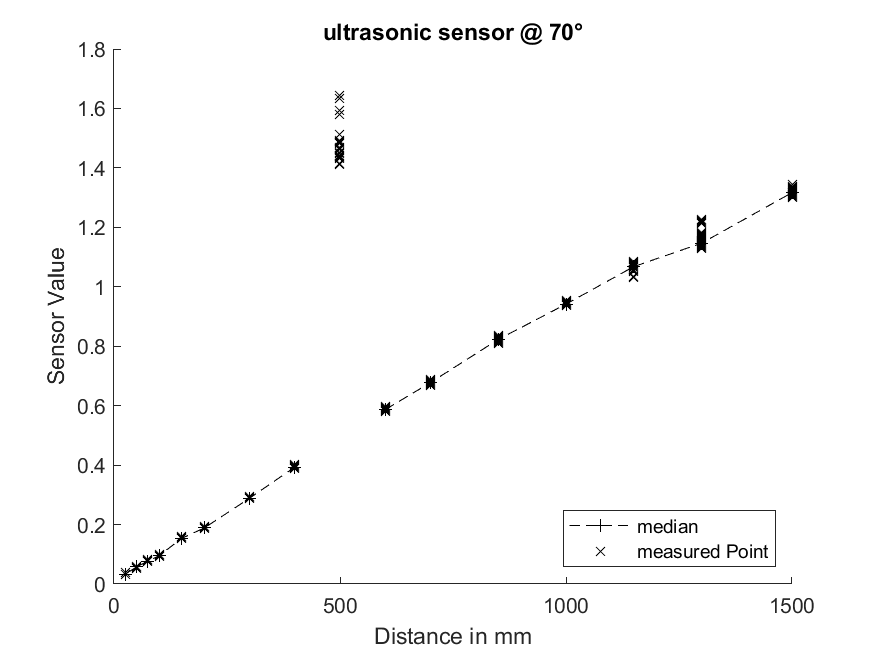 ultrasonic sensor @ 70°
1.8
1.6
1.4
1.2
1
0.8
0.6
0.4
0.2
0
Sensor Value
median
measured Point
0 500 1000 1500
Distance in mm